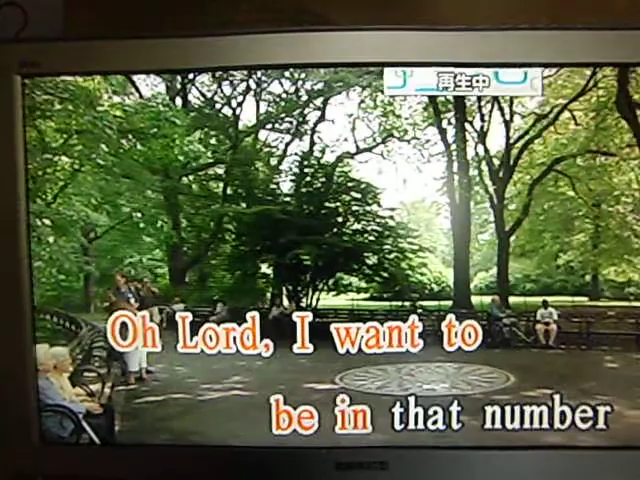 再生中
Oh Lord, I want to
be in that number